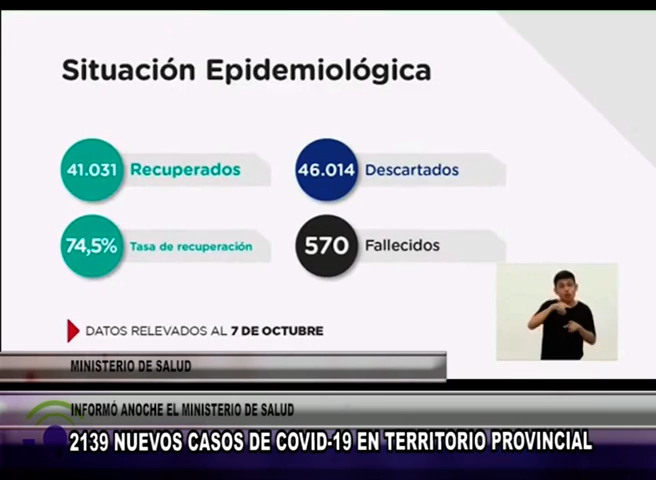 Situación Epidemiológica
41.031 Recuperados
46.014 Descartados
74,5% Tasa de recuperación
570 Fallecidos
DATOS RELEVADOS AL 7 DE OCTUBRE
MINISTERIO DE SALUD
INFORMÓ ANOCHE EL MINISTERIO DE SALUD
2139 NUEVOS CASOS DE COVID-19 EN TERRITORIO PROVINCIAL